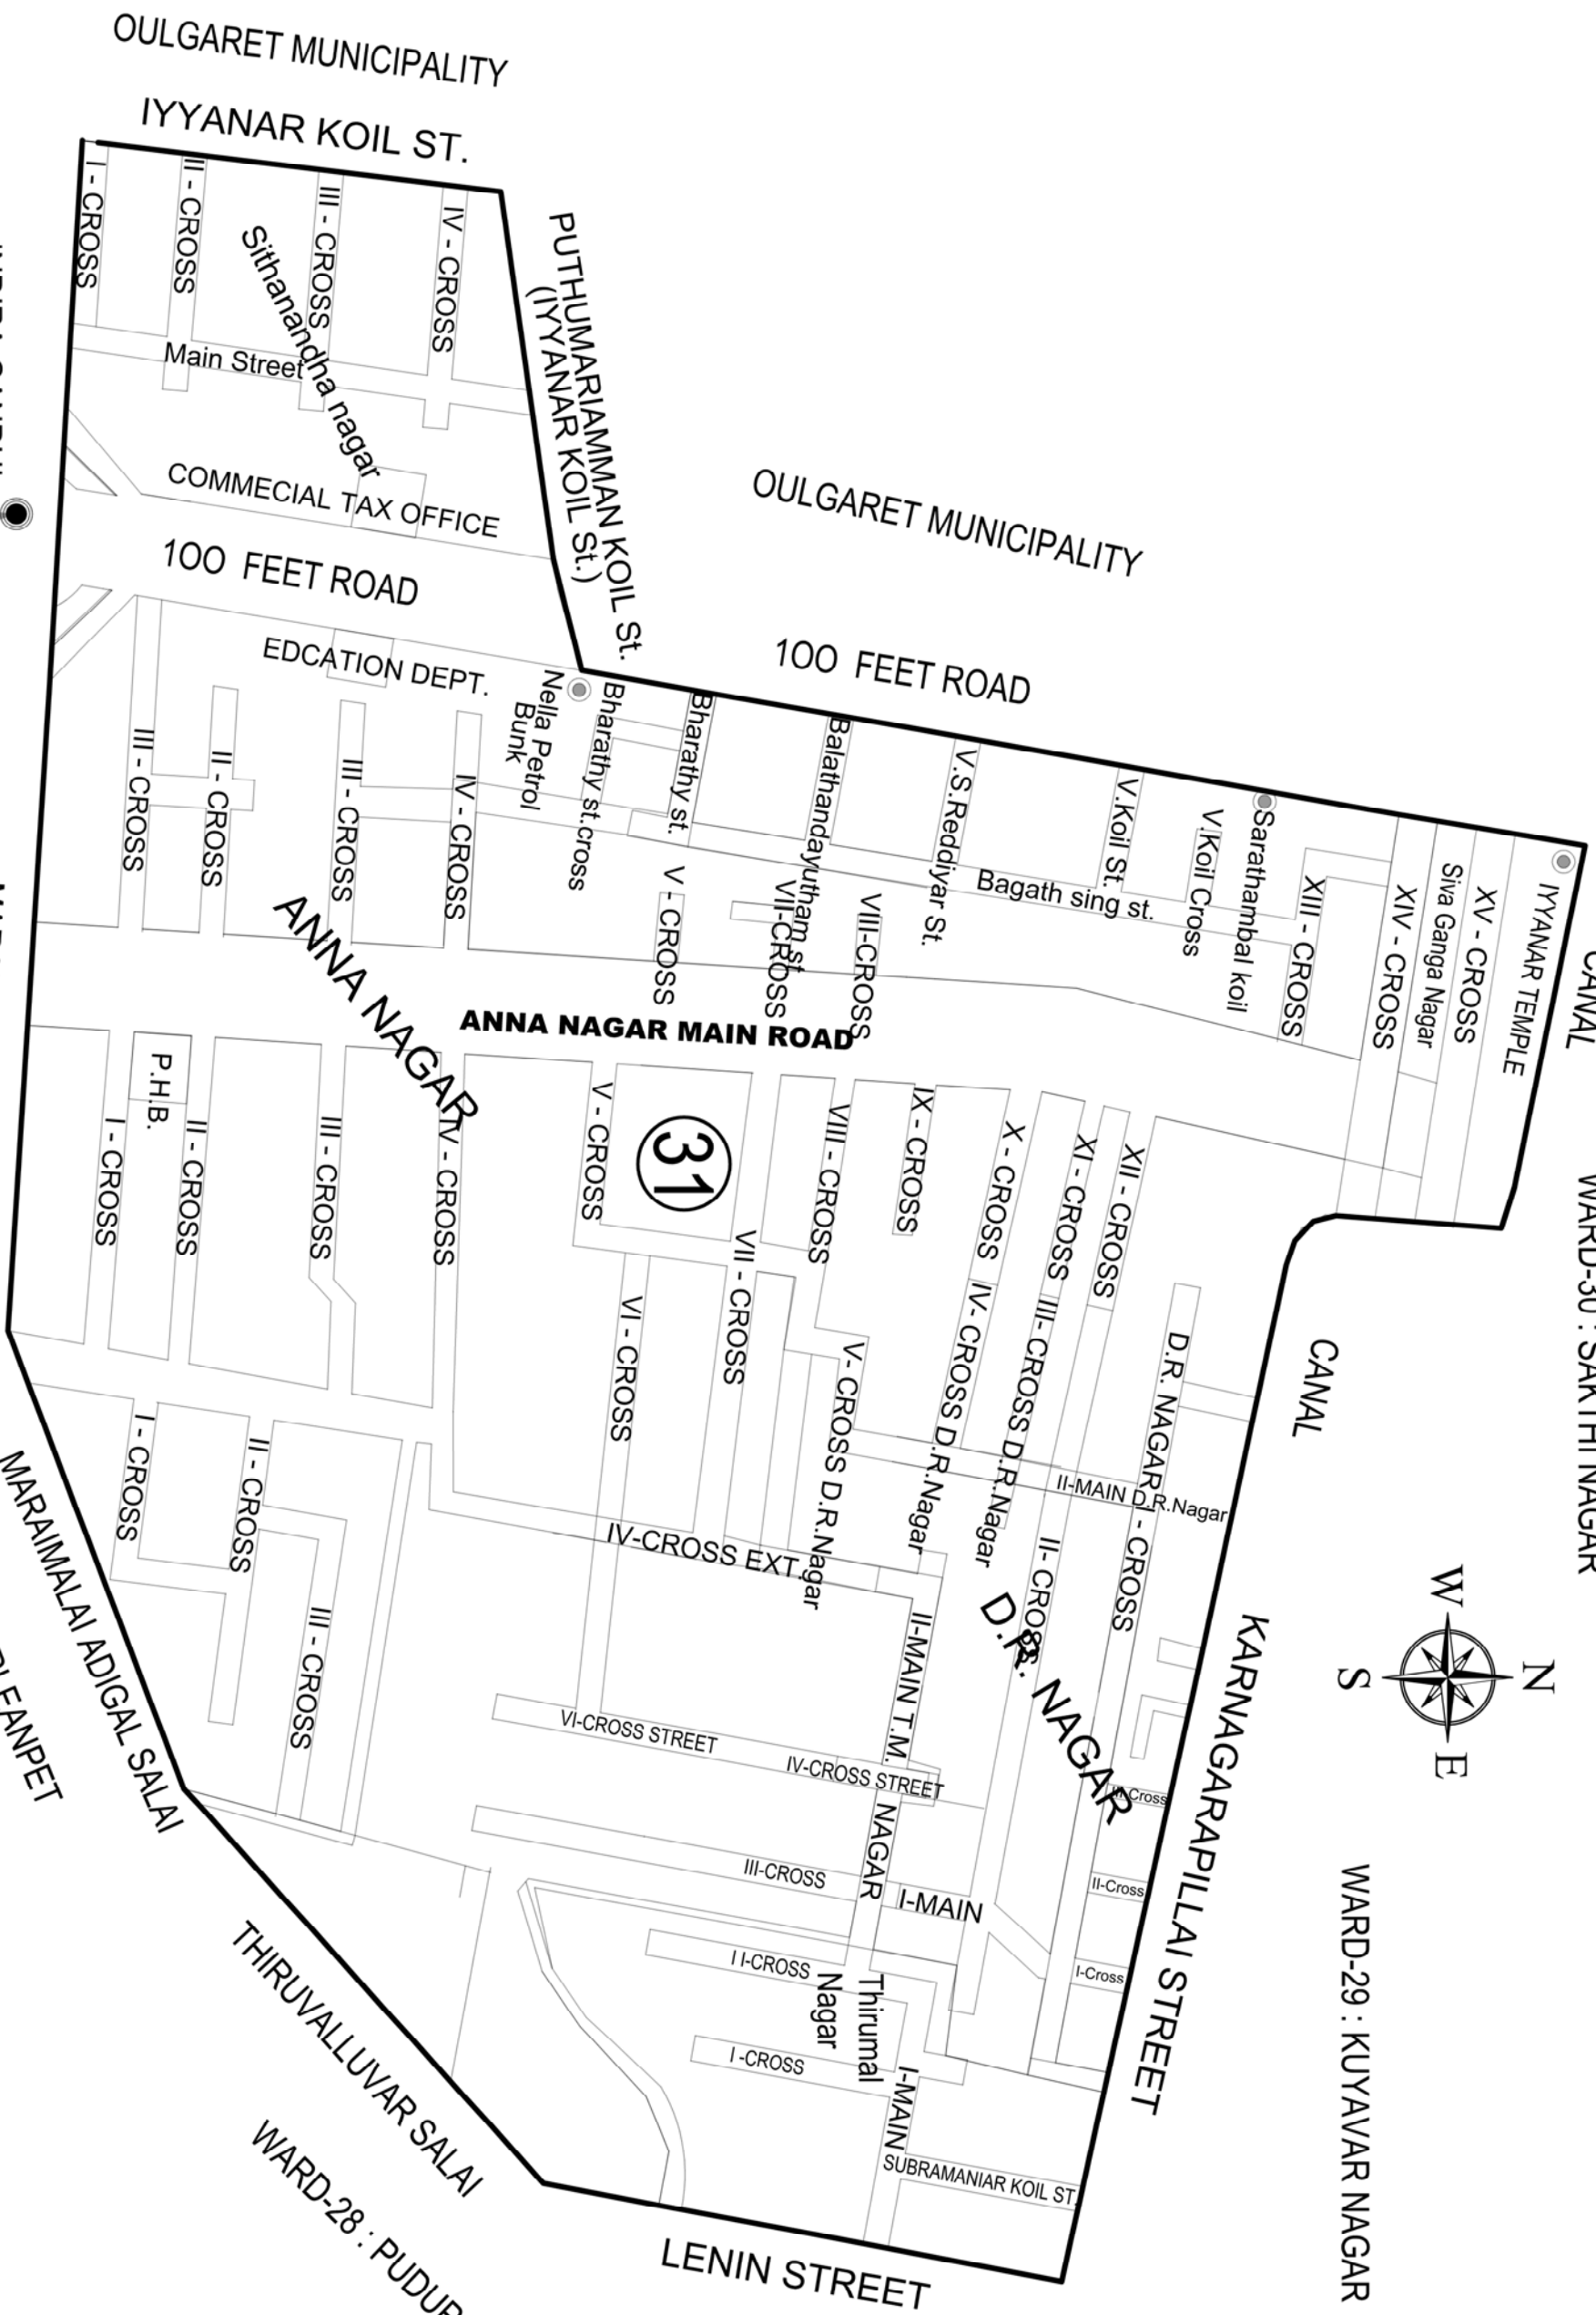 OULGARET MUNICIPALITY
IYYANAR KOIL ST.
I - CROSS
II - CROSS
III - CROSS
IV - CROSS
Sithanandha nagar
Main Street
PUTHUMARIAMMAN KOIL St.
(IYYANAR KOIL St.)
COMMECIAL TAX OFFICE
100 FEET ROAD
OULGARET MUNICIPALITY
100 FEET ROAD
EDCATION DEPT.
Nella Petrol
Bunk
Bharathy st.cross
Bharathy st.
Balathandayutham st
V.S.Reddiyar St.
V.Koil St.
V.Koil Cross
Sarathambal koil
Bagath sing st.
XIII - CROSS
XIV - CROSS
Siva Ganga Nagar
XV - CROSS
IYYANAR TEMPLE
CANAL
WARD-30 : SAKTHI NAGAR
III - CROSS
II - CROSS
III - CROSS
IV - CROSS
V - CROSS
VII-CROSS
VIII-CROSS
ANNA NAGAR
ANNA NAGAR MAIN ROAD
P.H.B.
I - CROSS
II - CROSS
III - CROSS
IV - CROSS
V - CROSS
31
VIII - CROSS
IX - CROSS
X - CROSS
XI - CROSS
XII - CROSS
VI - CROSS
VII - CROSS
V- CROSS D.R.Nagar
IV- CROSS D.R.Nagar
III- CROSS D.R.Nagar
II- CROSS
D.R. NAGAR I - CROSS
II-MAIN D.R.Nagar
CANAL
N
W
S
E
I - CROSS
II - CROSS
III - CROSS
IV-CROSS EXT.
II-MAIN T.M.
NAGAR
D.R. NAGAR
KARNAGARAPILLAI STREET
WARD-29 : KUYAVAR NAGAR
MARAIMALAI ADIGAL SALAI
VI-CROSS STREET
IV-CROSS STREET
III-CROSS
I-MAIN
III-Cross
II-Cross
I-Cross
I I-CROSS
Thirumal
Nagar
I -CROSS
I-MAIN
SUBRAMANIAR KOIL ST.
THIRUVALLUVAR SALAI
LENIN STREET